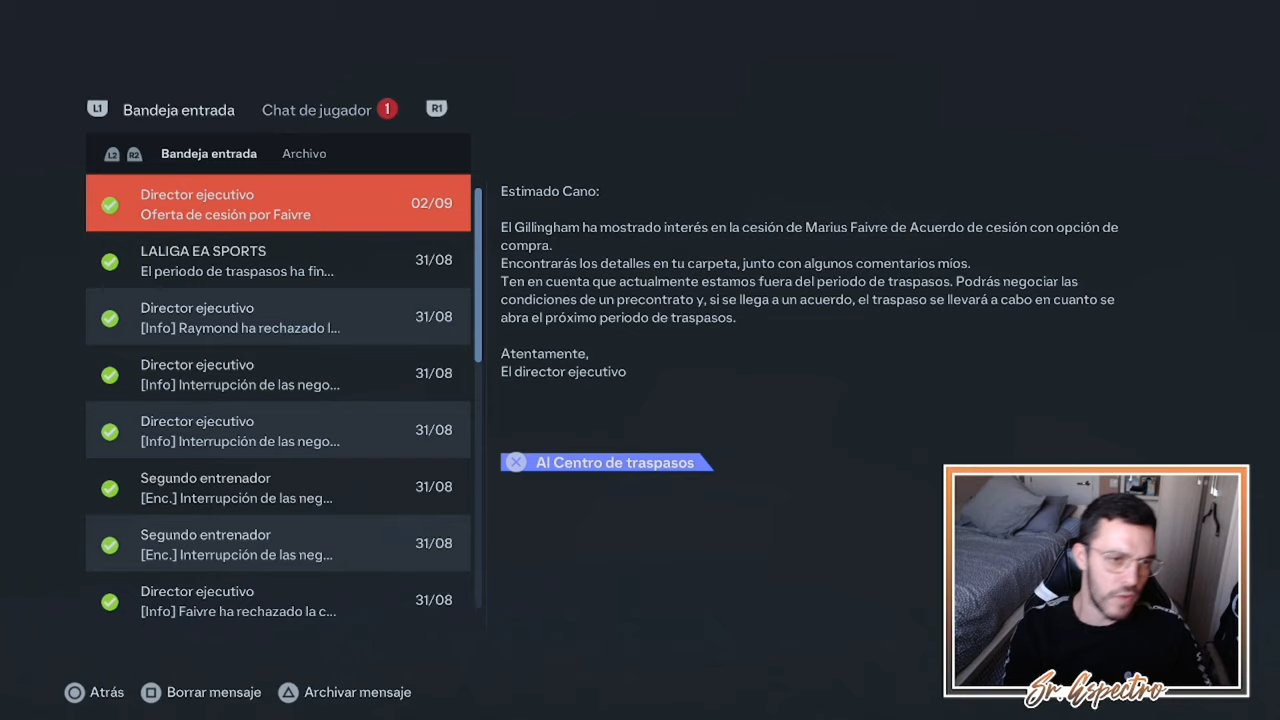 L1 Bandeja entrada Chat de jugador 1 R1
L2 R2 Bandeja entrada Archivo
Director ejecutivo
Oferta de cesión por Faivre
02/09
LALIGA EA SPORTS
El periodo de traspasos ha fin...
31/08
Director ejecutivo
[Info] Raymond ha rechazado l...
31/08
Director ejecutivo
[Info] Interrupción de las nego...
31/08
Director ejecutivo
[Info] Interrupción de las nego...
31/08
Segundo entrenador
[Enc.] Interrupción de las neg...
31/08
Segundo entrenador
[Enc.] Interrupción de las neg...
31/08
Director ejecutivo
[Info] Faivre ha rechazado la c...
31/08
Estimado Cano:
El Gillingham ha mostrado interés en la cesión de Marius Faivre de Acuerdo de cesión con opción de
compra.
Encontrarás los detalles en tu carpeta, junto con algunos comentarios míos.
Ten en cuenta que actualmente estamos fuera del periodo de traspasos. Podrás negociar las
condiciones de un precontrato y, si se llega a un acuerdo, el traspaso se llevará a cabo en cuanto se
abra el próximo periodo de traspasos.
Atentamente,
El director ejecutivo
Al Centro de traspasos
Sr. Espectro
Atrás Borrar mensaje Archivar mensaje